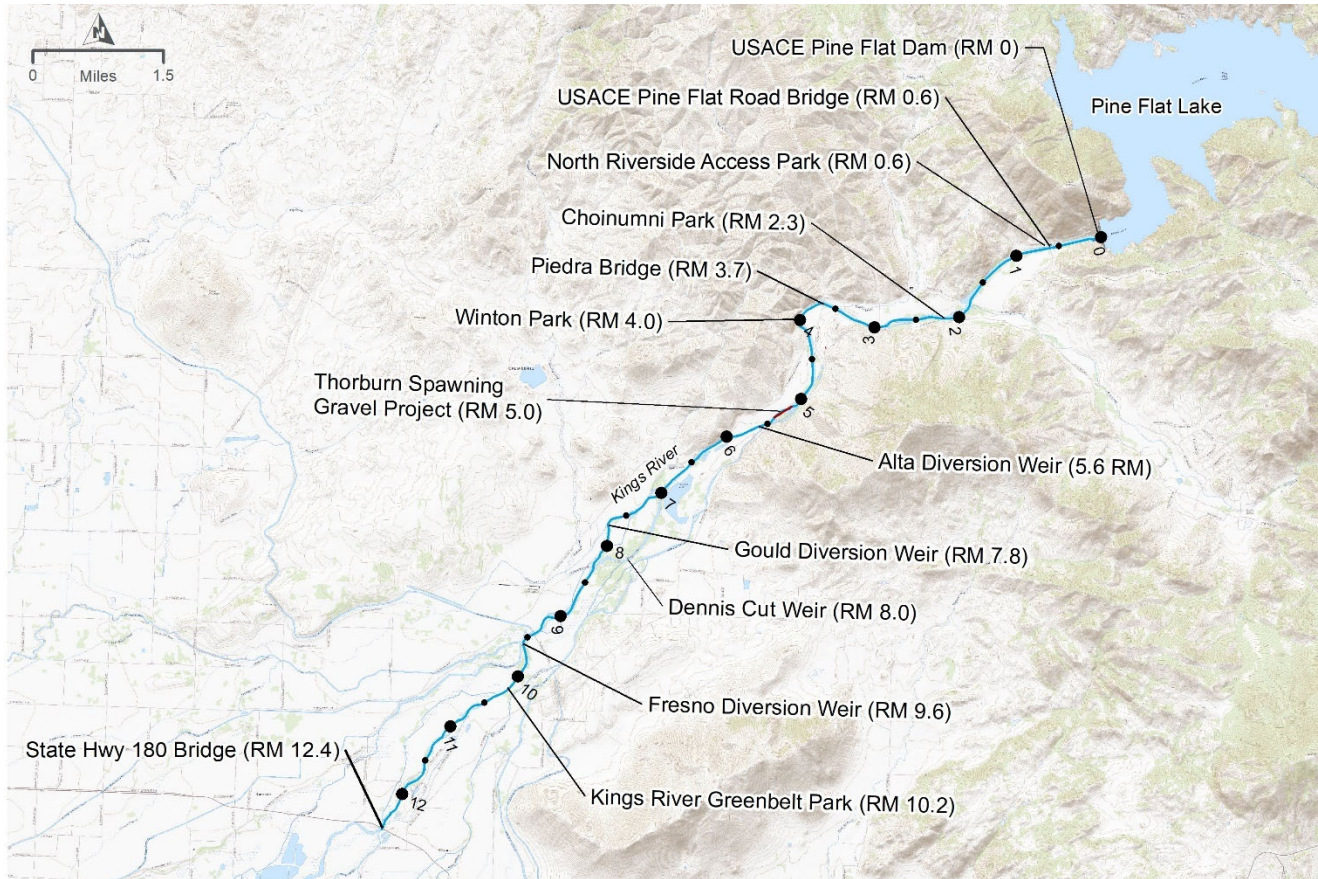 N
0 Miles 1.5
USACE Pine Flat Dam (RM 0)
USACE Pine Flat Road Bridge (RM 0.6)
Pine Flat Lake
North Riverside Access Park (RM 0.6)
Choinumni Park (RM 2.3)
Piedra Bridge (RM 3.7)
Winton Park (RM 4.0)
Thorburn Spawning
Gravel Project (RM 5.0)
Alta Diversion Weir (5.6 RM)
Kings River
Gould Diversion Weir (RM 7.8)
Dennis Cut Weir (RM 8.0)
Fresno Diversion Weir (RM 9.6)
State Hwy 180 Bridge (RM 12.4)
Kings River Greenbelt Park (RM 10.2)
0
1
2
3
4
5
6
7
8
9
10
11
12